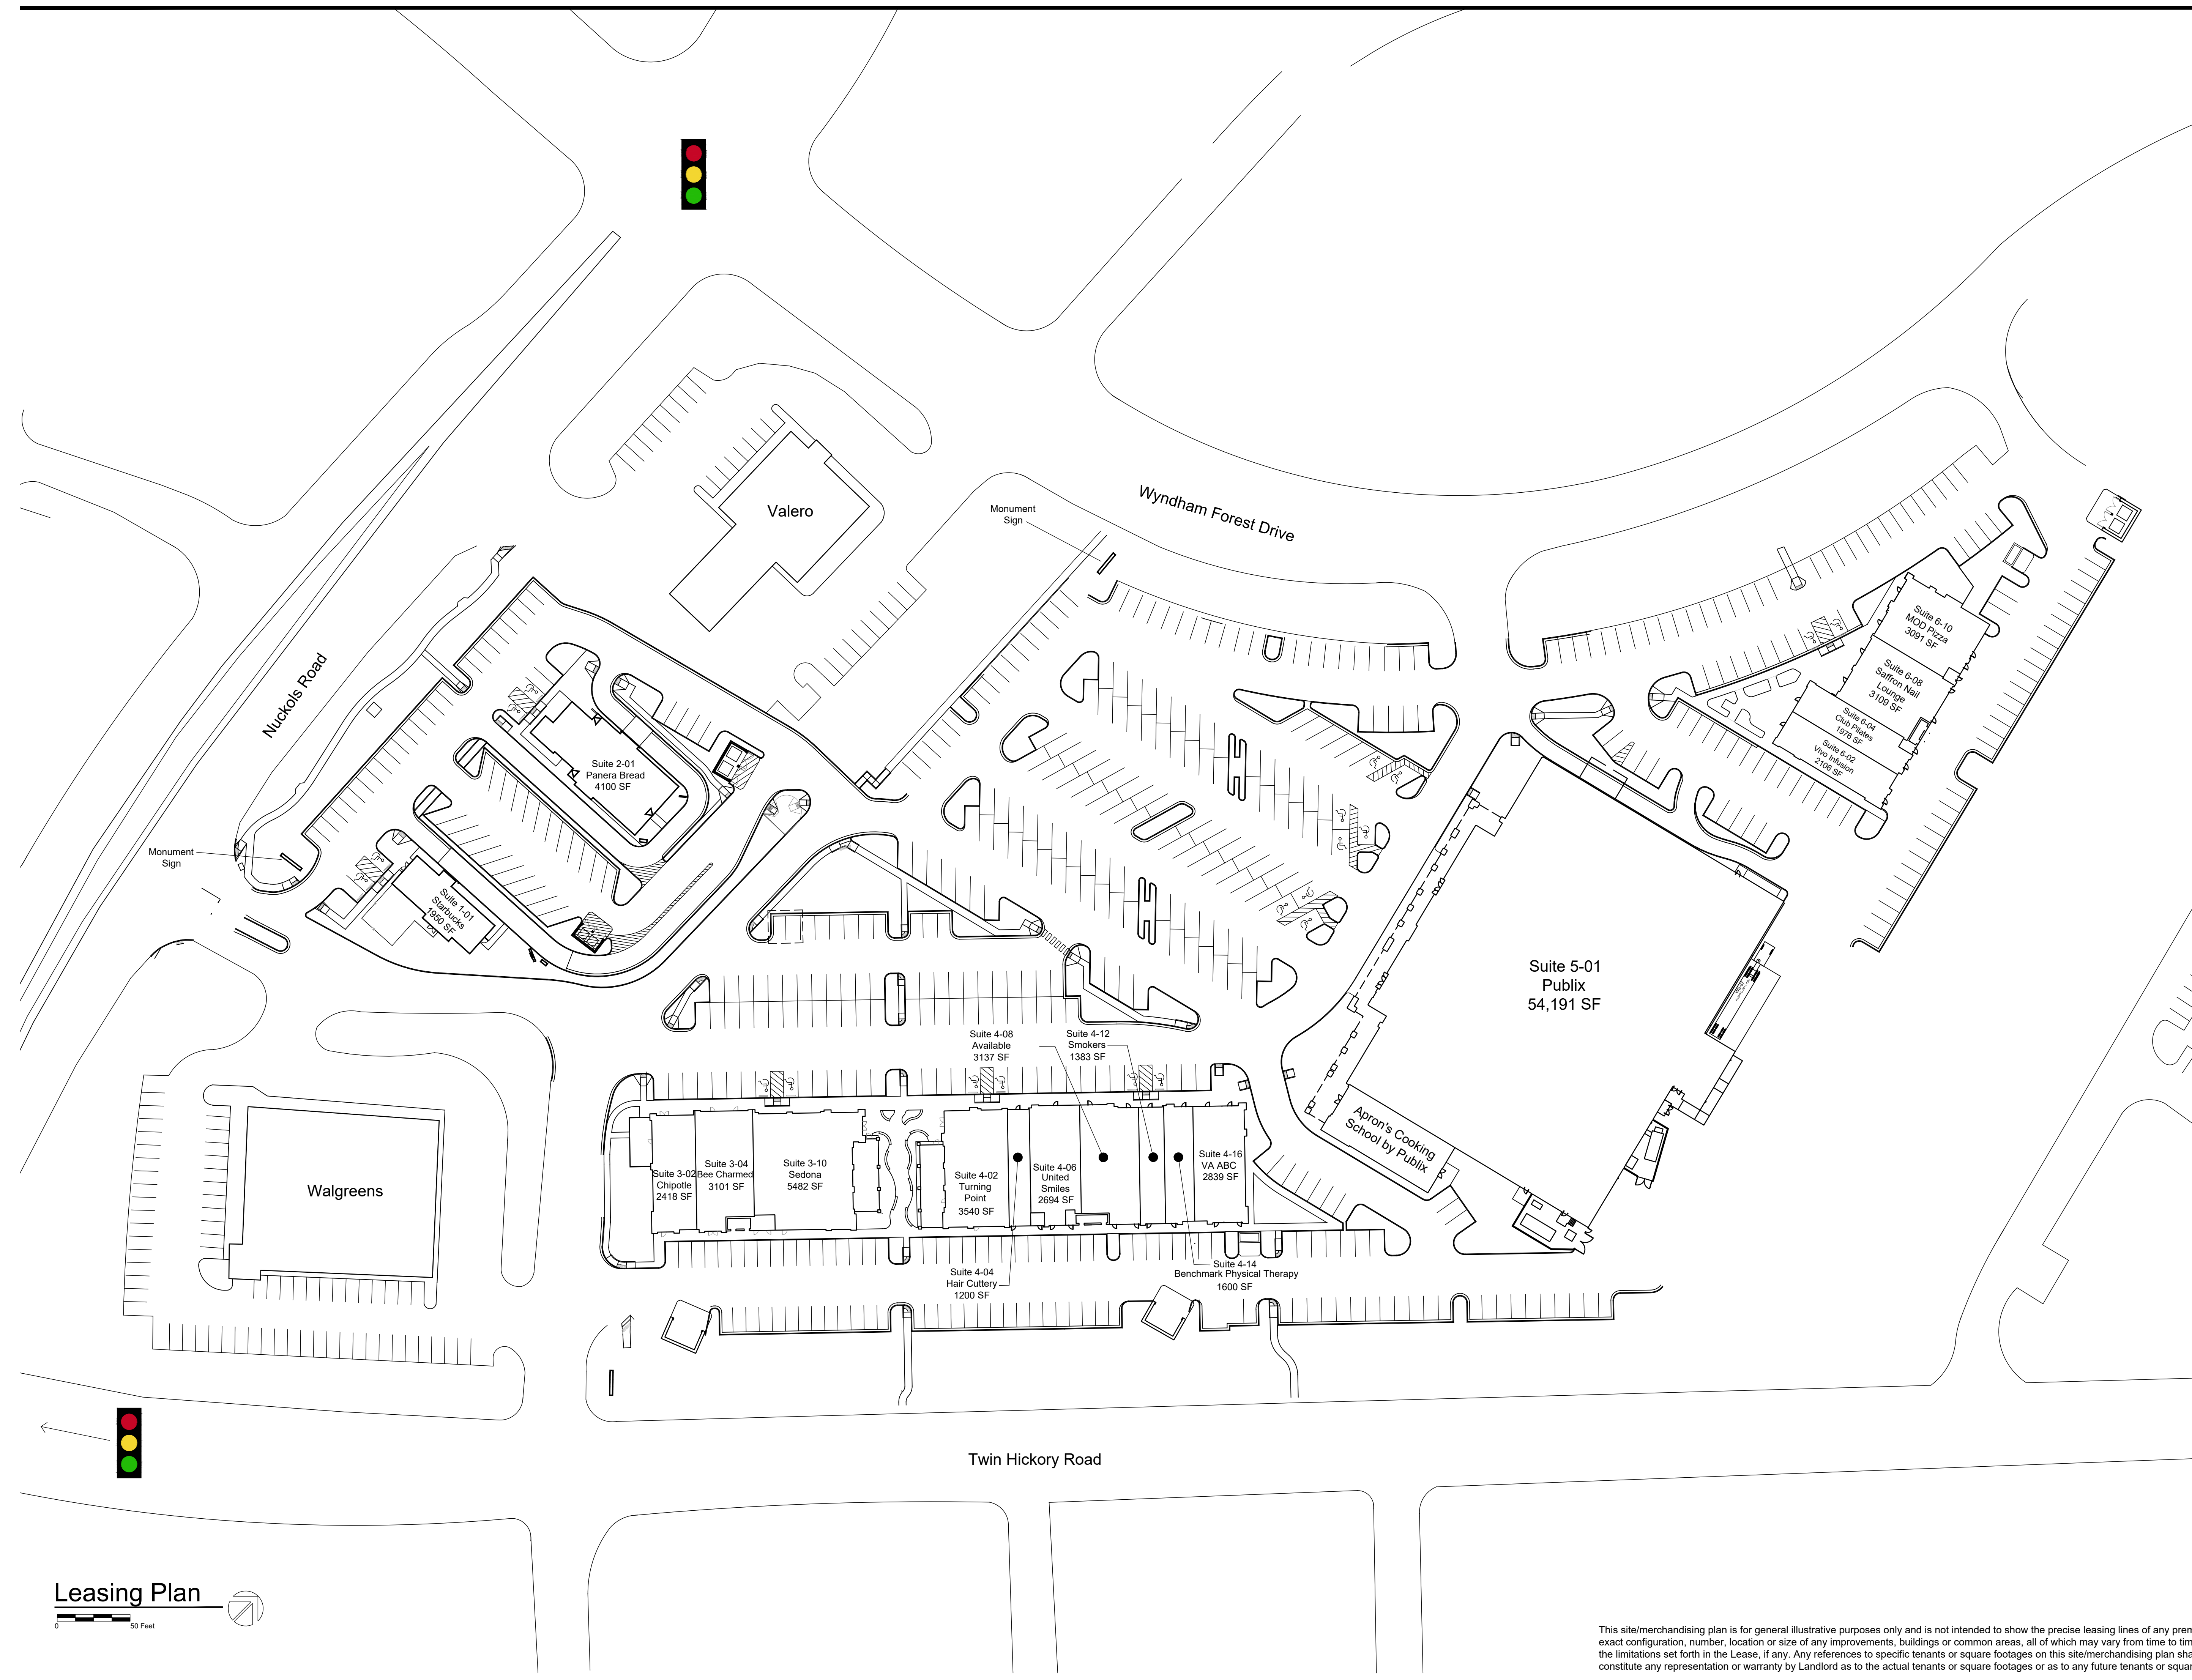 Valero
Monument
Sign
Wyndham Forest Drive
Nuckols Road
Suite 6-10
MOD Pizza
3091 SF
Suite 6-08
Saffron Nail
Lounge
3109 SF
Suite 6-04
Club Pilates
1976 SF
Suite 6-02
Vivo Infusion
2106 SF
Suite 2-01
Panera Bread
4100 SF
Monument
Sign
Suite 1-01
Starbucks
1950 SF
Suite 5-01
Publix
54,191 SF
Suite 4-08
Available
3137 SF
Suite 4-12
Smokers
1383 SF
Apron's Cooking
School by Publix
Walgreens
Suite 3-02
Chipotle
2418 SF
Suite 3-04
Bee Charmed
3101 SF
Suite 3-10
Sedona
5482 SF
Suite 4-02
Turning
Point
3540 SF
Suite 4-06
United
Smiles
2694 SF
Suite 4-16
VA ABC
2839 SF
Suite 4-04
Hair Cuttery
1200 SF
Suite 4-14
Benchmark Physical Therapy
1600 SF
Twin Hickory Road
Leasing Plan
0 50 Feet
This site/merchandising plan is for general illustrative purposes only and is not intended to show the precise leasing lines of any
exact configuration, number, location or size of any improvements, buildings or common areas, all of which may vary from time to
the limitations set forth in the Lease, if any. Any references to specific tenants or square footages on this site/merchandising plan
constitute any representation or warranty by Landlord as to the actual tenants or square footages or as to any future tenants or